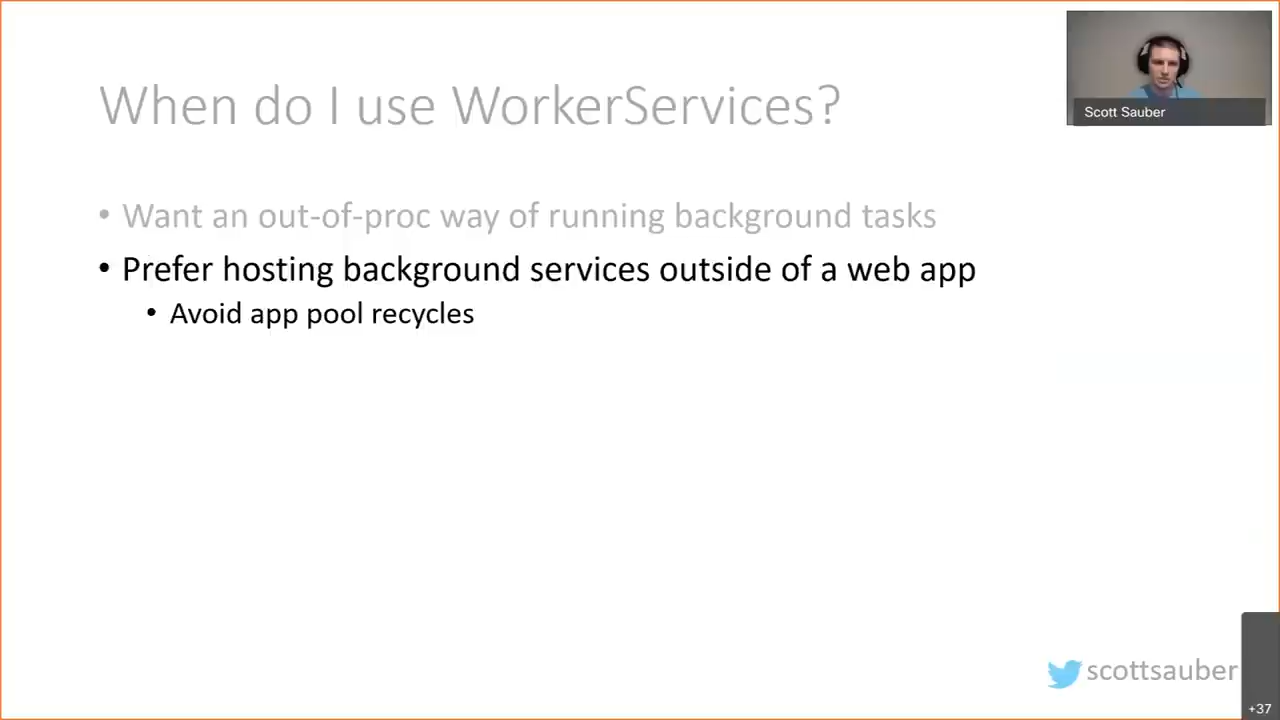 When do I use WorkerServices?
Scott Sauber
• Want an out-of-proc way of running background tasks
• Prefer hosting background services outside of a web app
• Avoid app pool recycles
scottsauber
+37